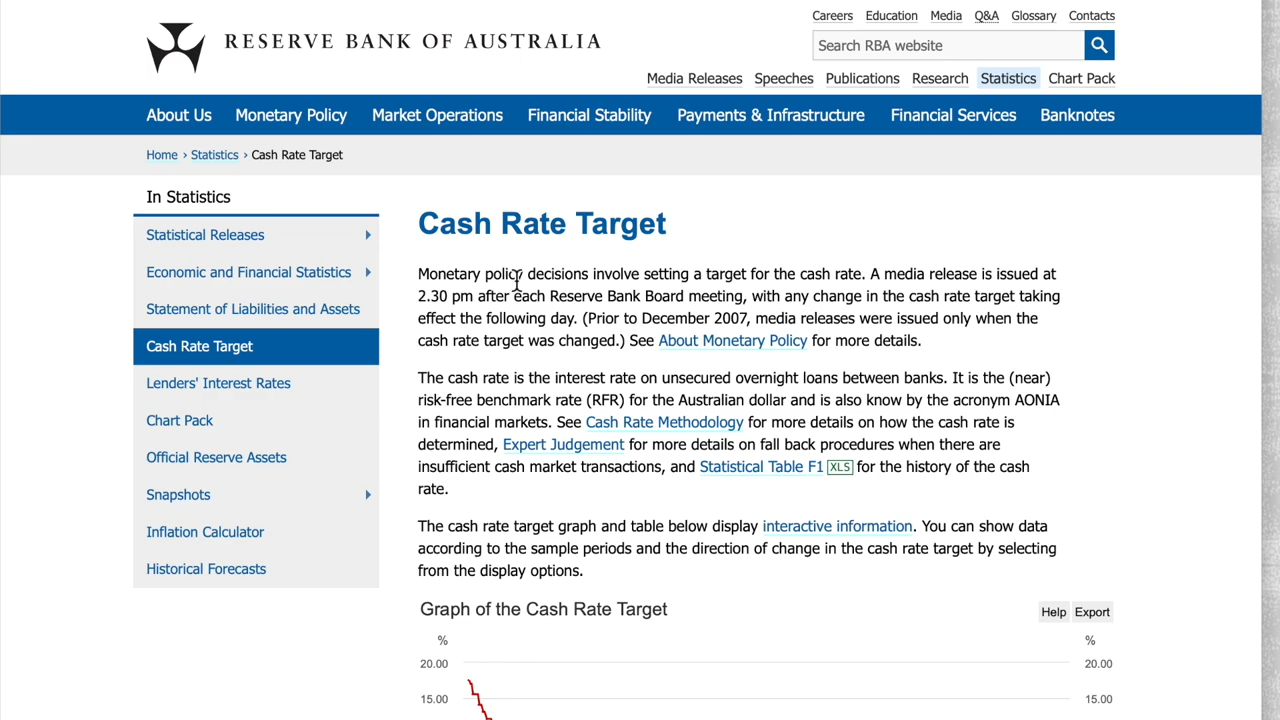 Careers Education Media Q&A Glossary Contacts
RESERVE BANK OF AUSTRALIA
Search RBA website
Media Releases Speeches Publications Research Statistics Chart Pack
About Us Monetary Policy Market Operations Financial Stability Payments & Infrastructure Financial Services Banknotes
Home › Statistics › Cash Rate Target
In Statistics
Statistical Releases
Economic and Financial Statistics
Statement of Liabilities and Assets
Cash Rate Target
Lenders' Interest Rates
Chart Pack
Official Reserve Assets
Snapshots
Inflation Calculator
Historical Forecasts
Cash Rate Target
Monetary policy decisions involve setting a target for the cash rate. A media release is issued at
2.30 pm after each Reserve Bank Board meeting, with any change in the cash rate target taking
effect the following day. (Prior to December 2007, media releases were issued only when the
cash rate target was changed.) See About Monetary Policy for more details.
The cash rate is the interest rate on unsecured overnight loans between banks. It is the (near)
risk-free benchmark rate (RFR) for the Australian dollar and is also know by the acronym AONIA
in financial markets. See Cash Rate Methodology for more details on how the cash rate is
determined, Expert Judgement for more details on fall back procedures when there are
insufficient cash market transactions, and Statistical Table F1 XLS for the history of the cash
rate.
The cash rate target graph and table below display interactive information. You can show data
according to the sample periods and the direction of change in the cash rate target by selecting
from the display options.
Graph of the Cash Rate Target
Help Export
% %
20.00 20.00
15.00 15.00